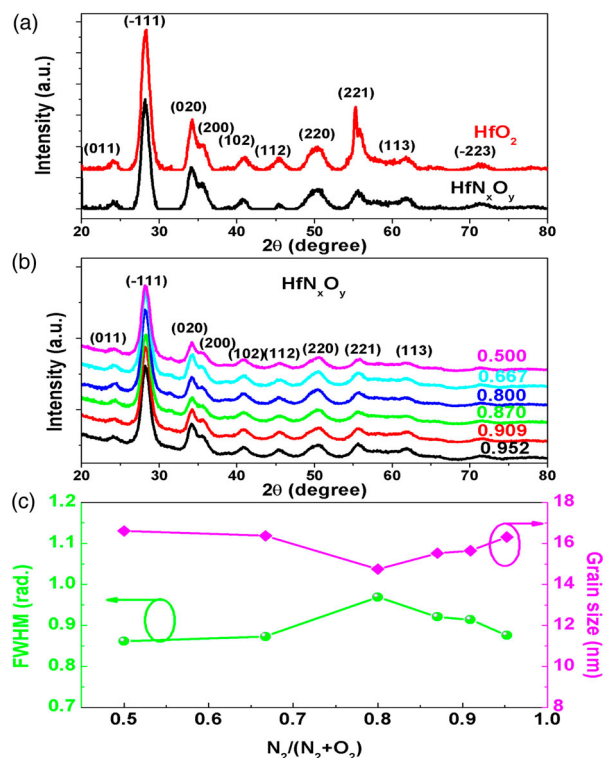 (a)
(-111)
(221)
(020)
(200)
(220)
(011)
(102)
(112)
(113)
(-223)
HfO₂
HfNₓOᵧ
Intensity (a.u.)
20 30 40 50 60 70 80
2θ (degree)
(b)
(-111)
HfNₓOᵧ
(011)
(020)
(200)
(102)
(112)
(220)
(221)
(113)
0.500
0.667
0.800
0.870
0.909
0.952
Intensity (a.u.)
20 30 40 50 60 70 80
2θ (degree)
(c)
1.2
1.1
1.0
0.9
0.8
0.7
FWHM (rad.)
18
16
14
12
10
8
Grain size (nm)
0.5 0.6 0.7 0.8 0.9 1.0
N₂/(N₂+O₂)